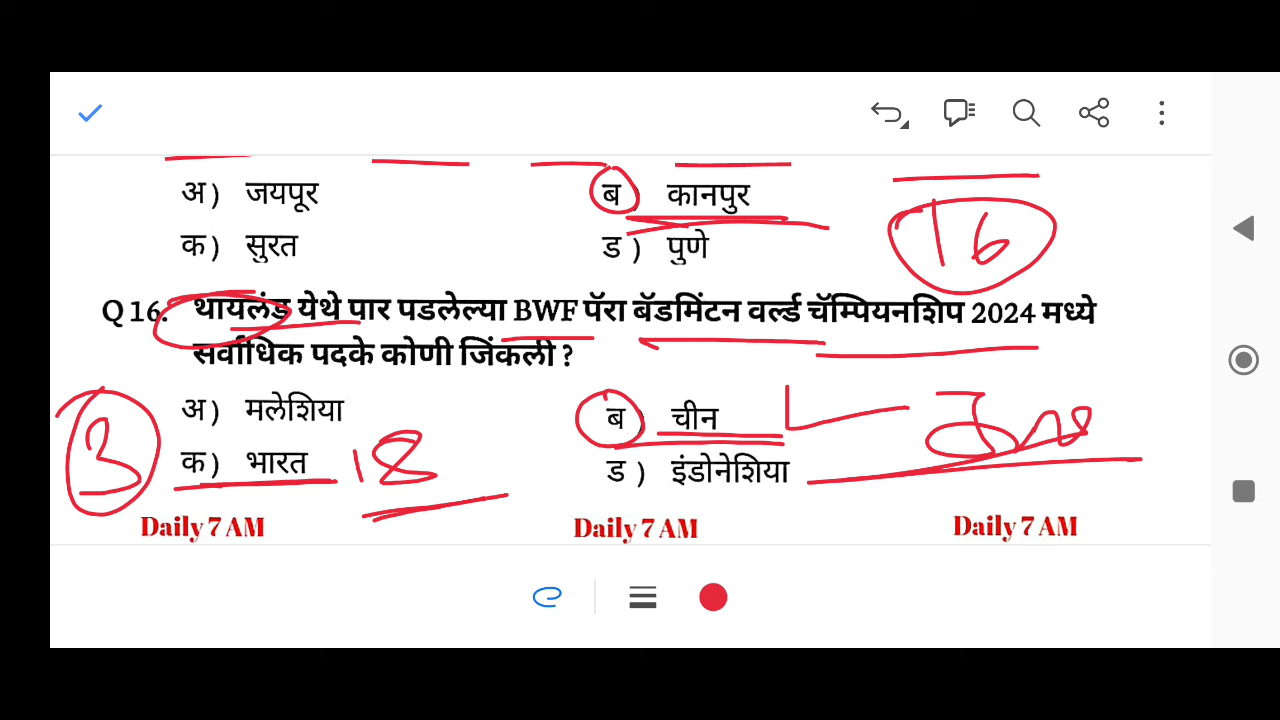 अ) जयपूर ब) कानपुर
16
क) सुरत ड) पुणे
Q 16. थायलंड येथे पार पडलेल्या BWF पॅरा बॅडमिंटन वर्ल्ड चॅम्पियनशिप 2024 मध्ये
सर्वाधिक पदके कोणी जिंकली ?
अ) मलेशिया ब) चीन
3 क) भारत 18 ड) इंडोनेशिया
Daily 7 AM Daily 7 AM Daily 7 AM